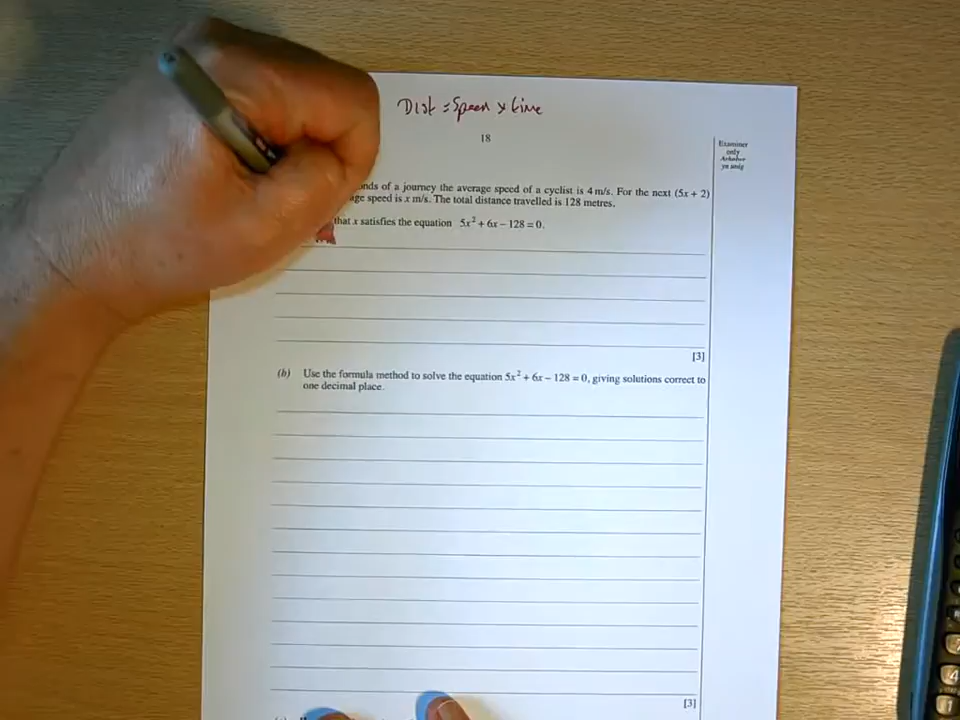 Dist = Speed x time
18
Examiner
only
onds of a journey the average speed of a cyclist is 4 m/s. For the next (5x + 2)
age speed is x m/s. The total distance travelled is 128 metres.
that x satisfies the equation 5x² + 6x − 128 = 0.
[3]
(b) Use the formula method to solve the equation 5x² + 6x − 128 = 0, giving solutions correct to
one decimal place.
[3]
2
4
1